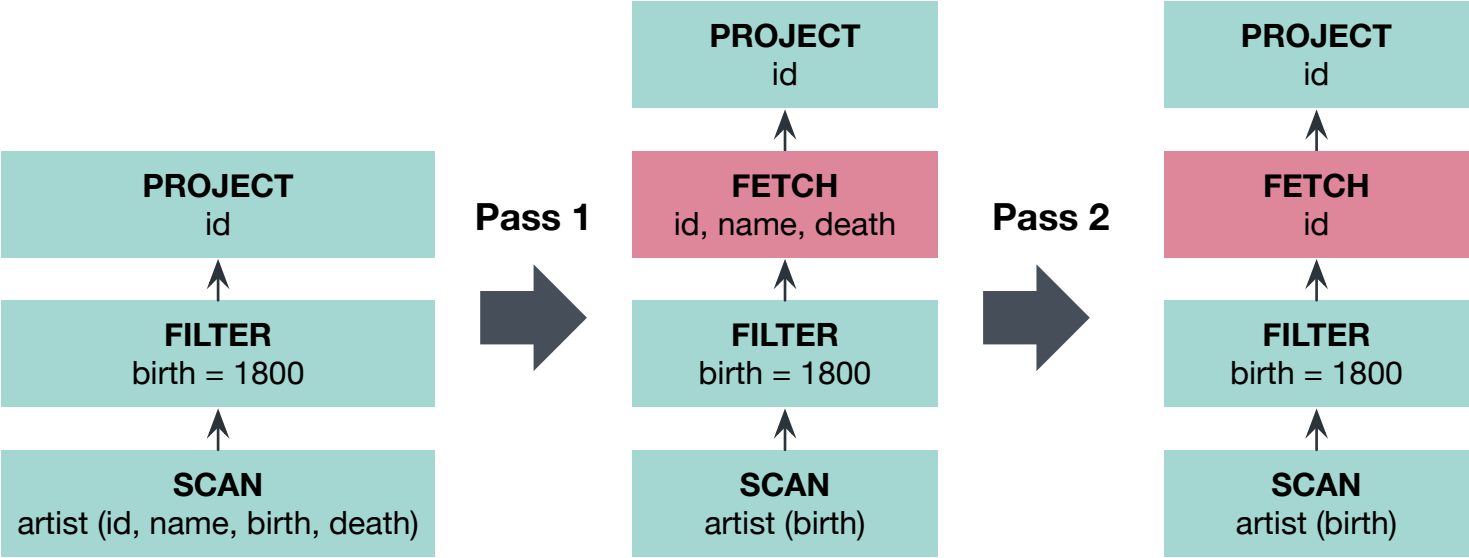 PROJECT
id
FILTER
birth = 1800
SCAN
artist (id, name, birth, death)
Pass 1
PROJECT
id
FETCH
id, name, death
FILTER
birth = 1800
SCAN
artist (birth)
Pass 2
PROJECT
id
FETCH
id
FILTER
birth = 1800
SCAN
artist (birth)